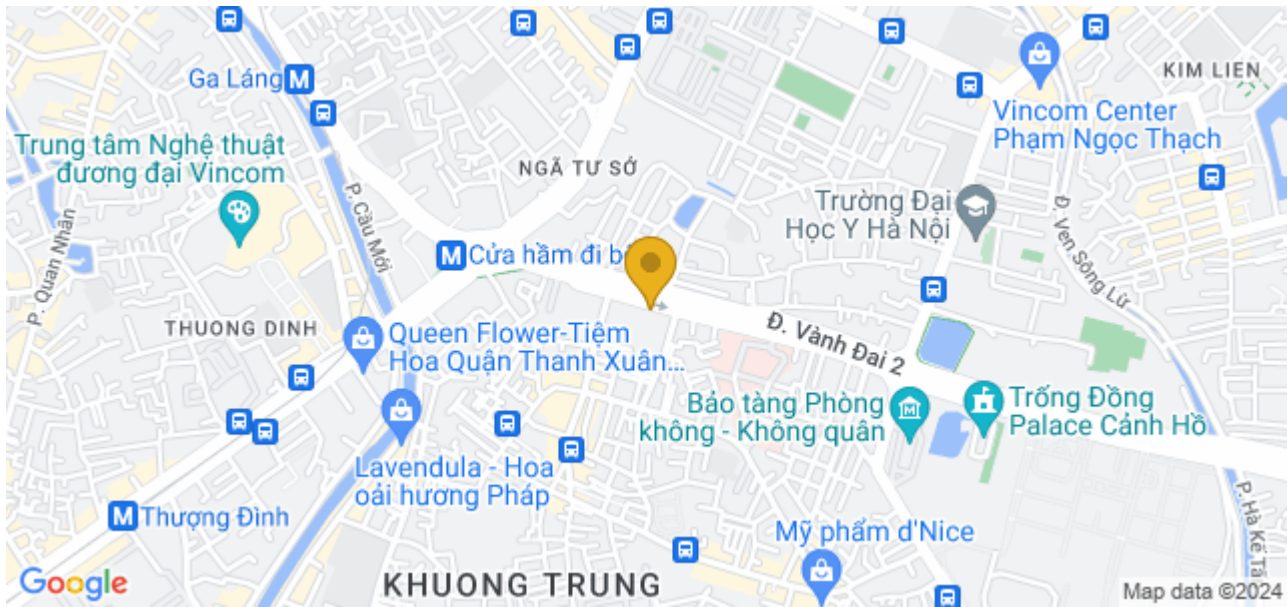 Ga Láng
M
KIM LIEN
Vincom Center
Phạm Ngọc Thạch
Trung tâm Nghệ thuật
đương đại Vincom
NGÃ TƯ SỞ
P. Cầu Mới
P. Quan Nhân
Trường Đại
Học Y Hà Nội
Đ. Ven Sông Lừ
M
Cửa hầm đi
THUONG DINH
Queen Flower-Tiệm
Hoa Quận Thanh Xuân...
Đ. Vành Đai 2
Bảo tàng Phòng
không - Không quân
M
Trống Đồng
Palace Cảnh Hồ
Lavendula - Hoa
oải hương Pháp
M
Thượng Đình
P. Hà Kế
Mỹ phẩm d'Nice
KHUONG TRUNG
Google
Map data ©2024